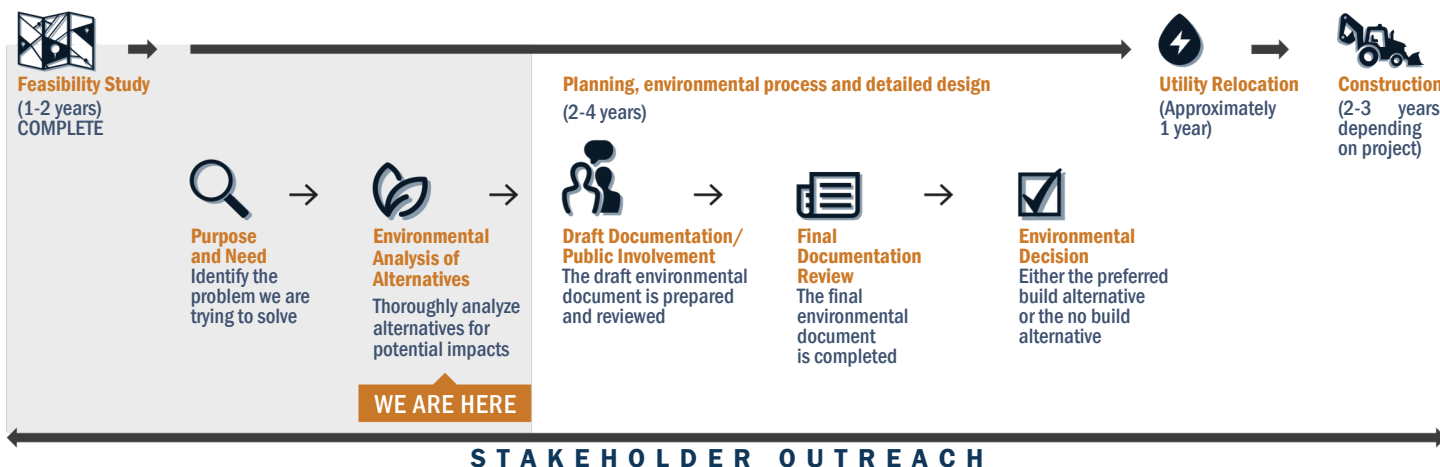 Feasibility Study
(1-2 years)
COMPLETE
Planning, environmental process and detailed design
(2-4 years)
Utility Relocation
(Approximately
1 year)
Construction
(2-3 years
depending
on project)
Purpose
and Need
Identify the
problem we are
trying to solve
Environmental
Analysis of
Alternatives
Thoroughly analyze
alternatives for
potential impacts
WE ARE HERE
Draft Documentation/
Public Involvement
The draft environmental
document is prepared
and reviewed
Final
Documentation
Review
The final
environmental
document
is completed
Environmental
Decision
Either the preferred
build alternative
or the no build
alternative
STAKEHOLDER OUTREACH